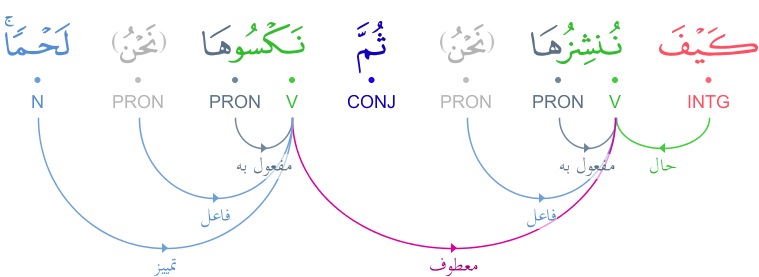 كَيْفَ نُنشِزُهَا (نَحْنُ) ثُمَّ نَكْسُوهَا (نَحْنُ) لَحْمًا ۚ
INTG V PRON PRON CONJ V PRON PRON N
حال مفعول به مفعول به
فاعل فاعل
تمييز معطوف